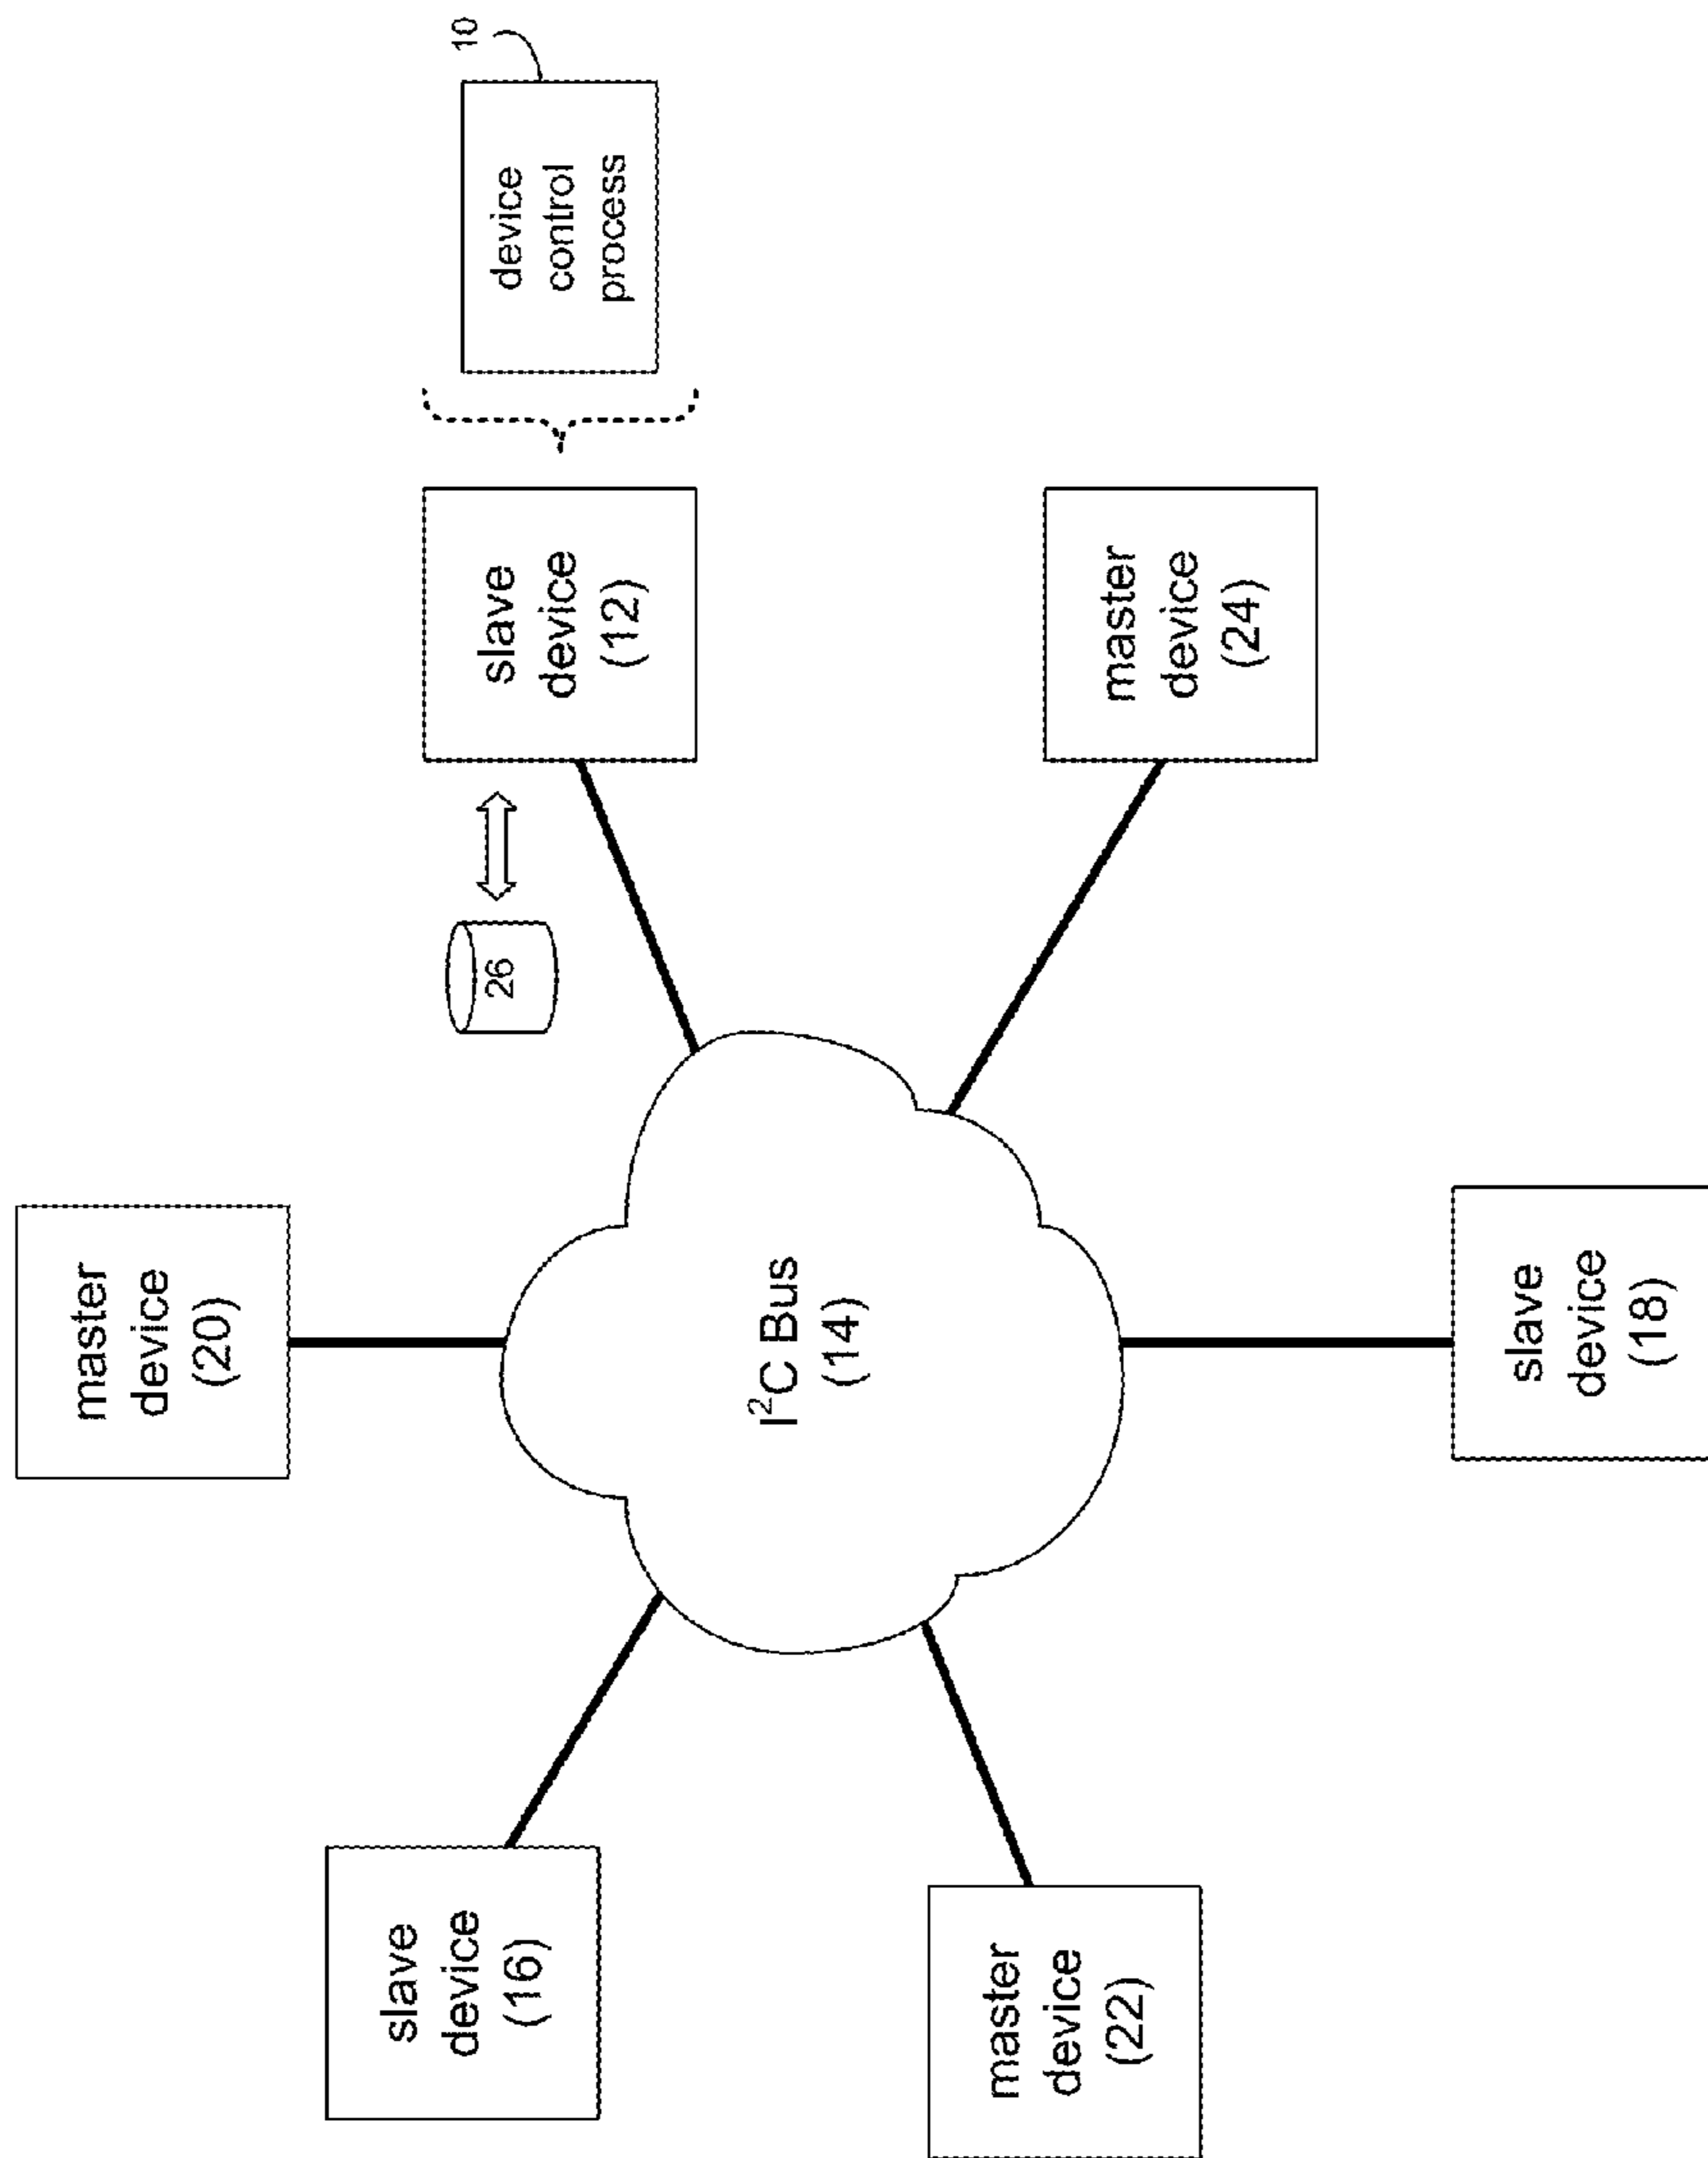 master
device
(20)
slave
device
(16)
I²C Bus
(14)
26
slave
device
(12)
device
control
process
10
master
device
(22)
slave
device
(18)
master
device
(24)